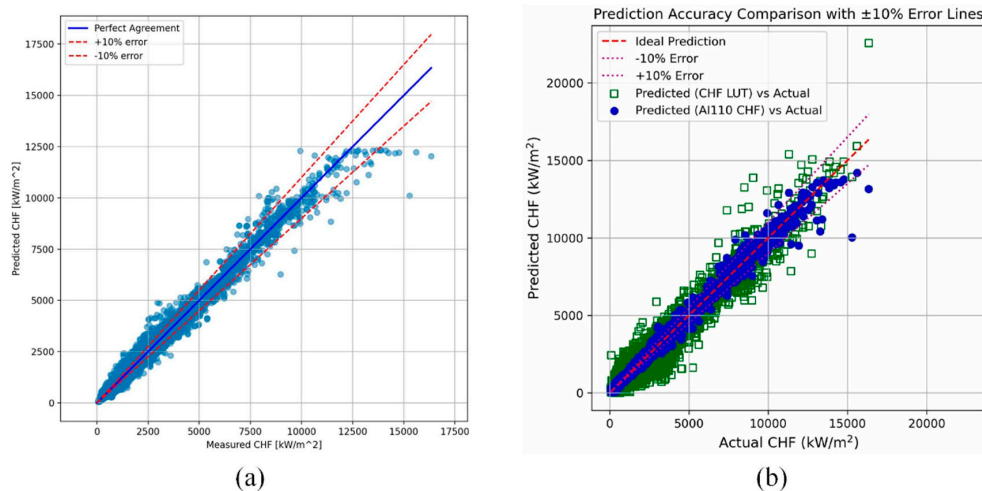 Perfect Agreement
+10% error
-10% error
17500
15000
12500
10000
7500
5000
2500
0
Predicted CHF [kW/m^2]
0 2500 5000 7500 10000 12500 15000 17500
Measured CHF [kW/m^2]
(a)
Prediction Accuracy Comparison with ±10% Error Lines
Ideal Prediction
-10% Error
+10% Error
Predicted (CHF LUT) vs Actual
Predicted (AI110 CHF) vs Actual
20000
15000
10000
5000
0
Predicted CHF (kW/m²)
0 5000 10000 15000 20000
Actual CHF (kW/m²)
(b)